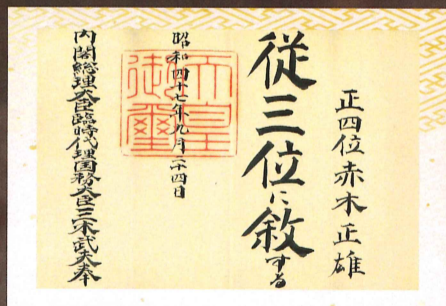 正四位赤木正雄
従三位に敘する
天皇
御璽
昭和四十七年九月二十四日
内閣総理大臣臨時代理国務大臣三木武夫奉